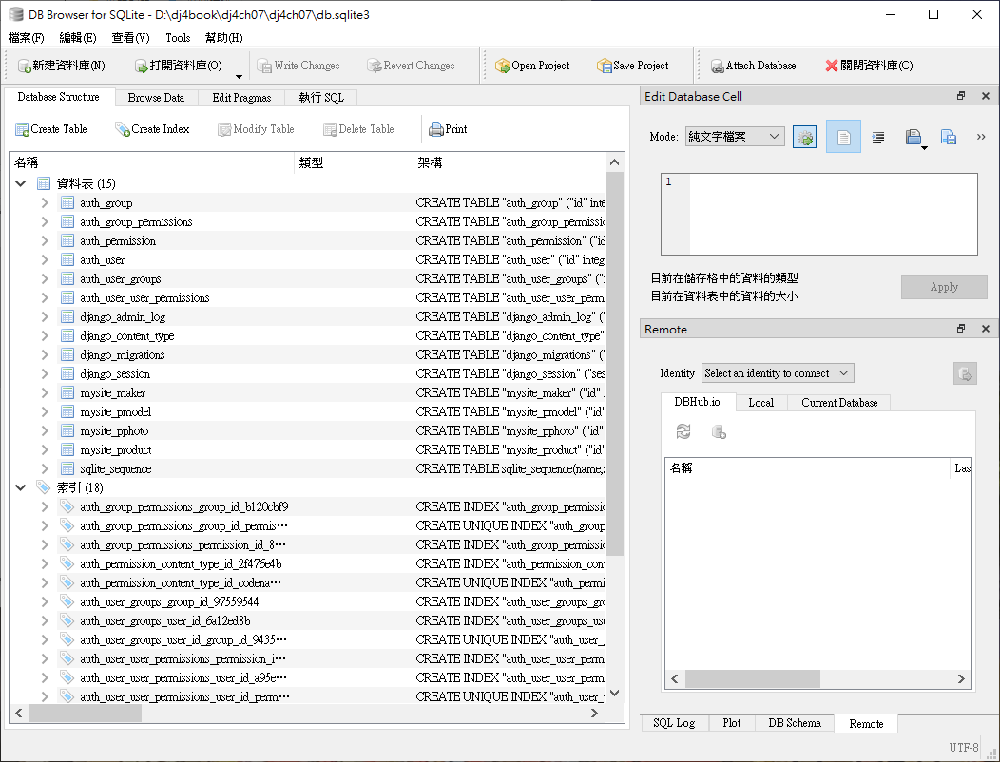 DB Browser for SQLite - D:\dj4book\dj4ch07\dj4ch07\db.sqlite3
檔案(F) 編輯(E) 查看(V) Tools 幫助(H)
新建資料庫(N) 打開資料庫(O) Write Changes Revert Changes Open Project Save Project Attach Database 關閉資料庫(C)
Database Structure Browse Data Edit Pragmas 執行 SQL
Create Table Create Index Modify Table Delete Table Print
名稱 類型 架構
資料表 (15)
auth_group CREATE TABLE "auth_group" ("id" inte
auth_group_permissions CREATE TABLE "auth_group_permissio
auth_permission CREATE TABLE "auth_permission" ("id
auth_user CREATE TABLE "auth_user" ("id" integ
auth_user_groups CREATE TABLE "auth_user_groups" ("
auth_user_user_permissions CREATE TABLE "auth_user_user_perm
django_admin_log CREATE TABLE "django_admin_log" ("
django_content_type CREATE TABLE "django_content_type"
django_migrations CREATE TABLE "django_migrations" ("
django_session CREATE TABLE "django_session" ("ses
mysite_maker CREATE TABLE "mysite_maker" ("id"
mysite_pmodel CREATE TABLE "mysite_pmodel" ("id"
mysite_pphoto CREATE TABLE "mysite_pphoto" ("id"
mysite_product CREATE TABLE "mysite_product" ("id"
sqlite_sequence CREATE TABLE sqlite_sequence(name,
索引 (18)
auth_group_permissions_group_id_b120cbf9 CREATE INDEX "auth_group_permissio
auth_group_permissions_group_id_permis… CREATE UNIQUE INDEX "auth_group
auth_group_permissions_permission_id_8… CREATE INDEX "auth_group_permissio
auth_permission_content_type_id_2f476e4b CREATE INDEX "auth_permission_con
auth_permission_content_type_id_codena… CREATE UNIQUE INDEX "auth_permi
auth_user_groups_group_id_97559544 CREATE INDEX "auth_user_groups_gr
auth_user_groups_user_id_6a12ed8b CREATE INDEX "auth_user_groups_us
auth_user_groups_user_id_group_id_9435… CREATE UNIQUE INDEX "auth_user_
auth_user_user_permissions_permission_i… CREATE INDEX "auth_user_user_perm
auth_user_user_permissions_user_id_a95e… CREATE INDEX "auth_user_user_perm
auth_user_user_permissions_user_id_perm… CREATE UNIQUE INDEX "auth_user_
Edit Database Cell
Mode: 純文字檔案
1
目前在儲存格中的資料的類型
目前在資料表中的資料的大小
Apply
Remote
Identity Select an identity to connect
DBHub.io Local Current Database
名稱 Las
SQL Log Plot DB Schema Remote
UTF-8